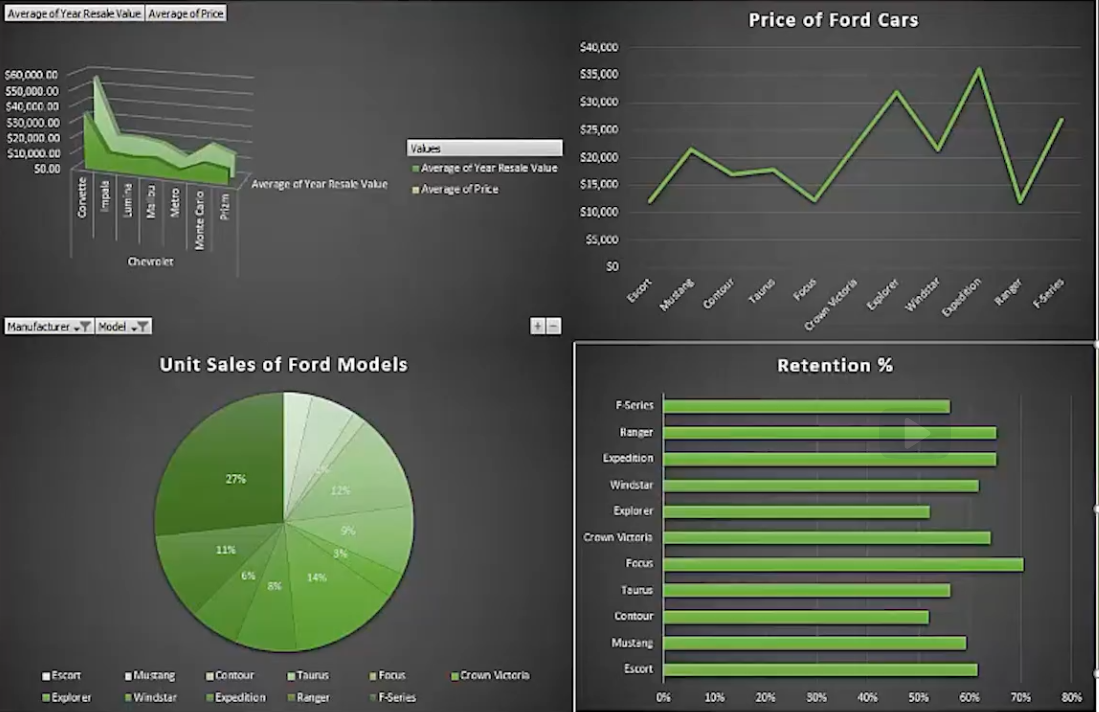 Average of Year Resale Value Average of Price
$60,000.00
$50,000.00
$40,000.00
$30,000.00
$20,000.00
$10,000.00
$0.00
Corvette
Impala
Lumina
Malibu
Metro
Monte Carlo
Prizm
Chevrolet
Average of Year Resale Value
Values
Average of Year Resale Value
Average of Price
Manufacturer Model
+ −
Price of Ford Cars
$40,000
$35,000
$30,000
$25,000
$20,000
$15,000
$10,000
$5,000
$0
Escort
Mustang
Contour
Taurus
Focus
Crown Victoria
Explorer
Windstar
Expedition
Ranger
F-Series
Unit Sales of Ford Models
27%
12%
9%
3%
14%
8%
6%
11%
Escort Mustang Contour Taurus Focus Crown Victoria
Explorer Windstar Expedition Ranger F-Series
Retention %
F-Series
Ranger
Expedition
Windstar
Explorer
Crown Victoria
Focus
Taurus
Contour
Mustang
Escort
0% 10% 20% 30% 40% 50% 60% 70% 80%